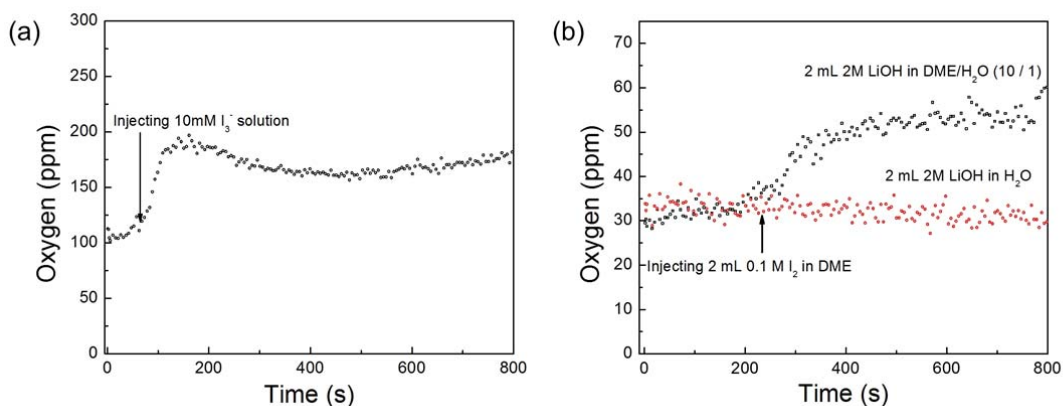 (a)
300
250
200
150
100
50
0
Oxygen (ppm)
Injecting 10mM I₃⁻ solution
0 200 400 600 800
Time (s)
(b)
70
60
50
40
30
20
10
0
Oxygen (ppm)
2 mL 2M LiOH in DME/H₂O (10 / 1)
2 mL 2M LiOH in H₂O
Injecting 2 mL 0.1 M I₂ in DME
0 200 400 600 800
Time (s)